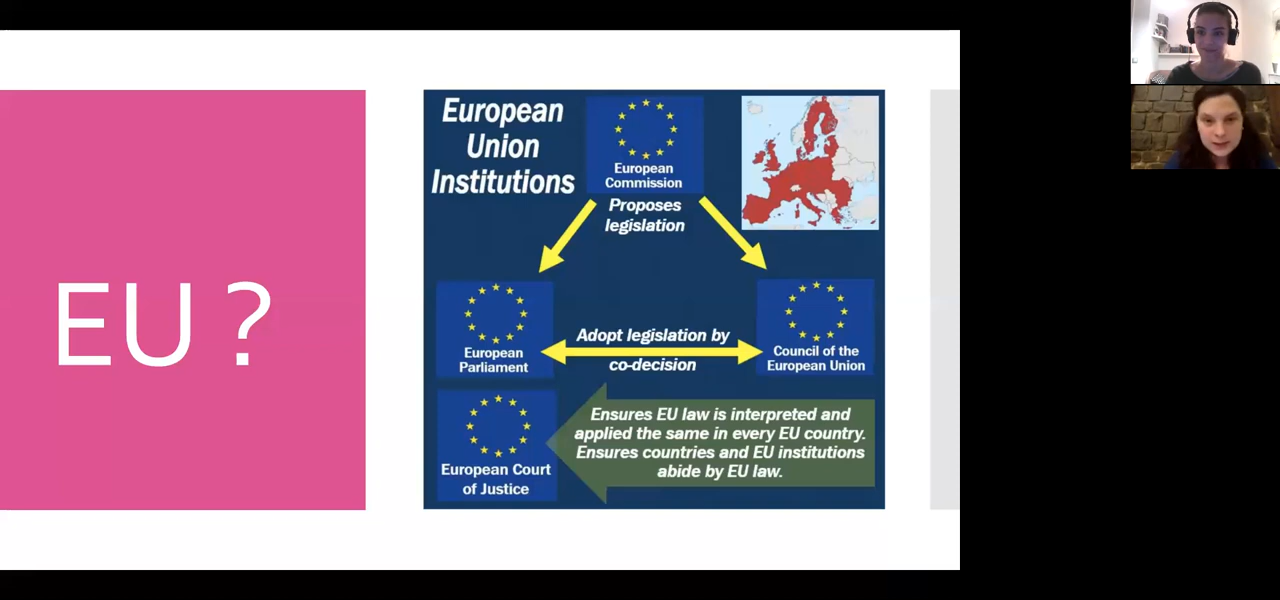 EU ?
European
Union
Institutions
European
Commission
Proposes
legislation
European
Parliament
Adopt legislation by
co-decision
Council of the
European Union
European Court
of Justice
Ensures EU law is interpreted and
applied the same in every EU country.
Ensures countries and EU institutions
abide by EU law.